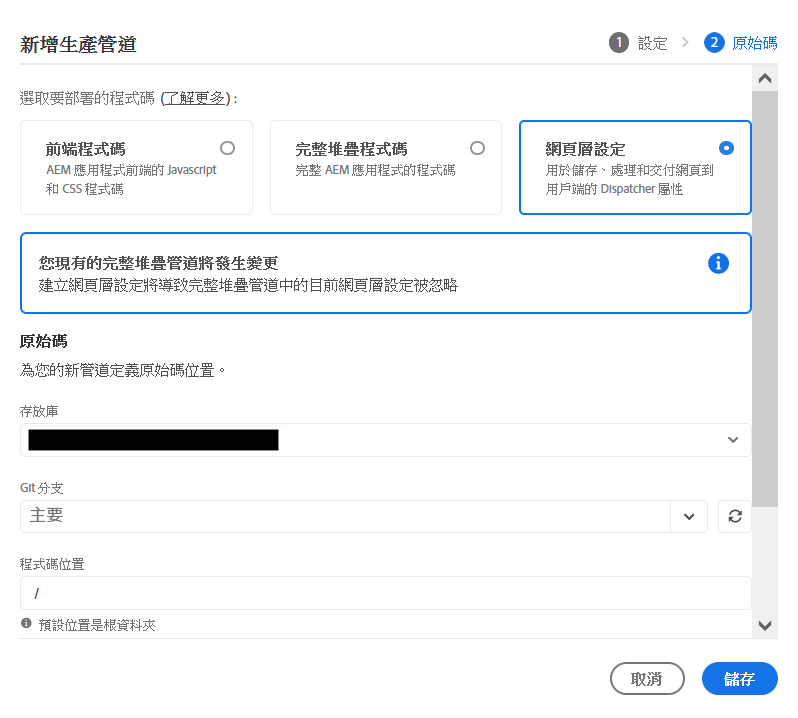 新增生產管道
1 設定 > 2 原始碼
選取要部署的程式碼 (了解更多)：
前端程式碼
AEM 應用程式前端的 Javascript
和 CSS 程式碼
完整堆疊程式碼
完整 AEM 應用程式的程式碼
網頁層設定
用於儲存、處理和交付網頁到
用戶端的 Dispatcher 屬性
您現有的完整堆疊管道將發生變更
建立網頁層設定將導致完整堆疊管道中的目前網頁層設定被忽略
原始碼
為您的新管道定義原始碼位置。
存放庫
Git 分支
主要
程式碼位置
/
預設位置是根資料夾
取消
儲存